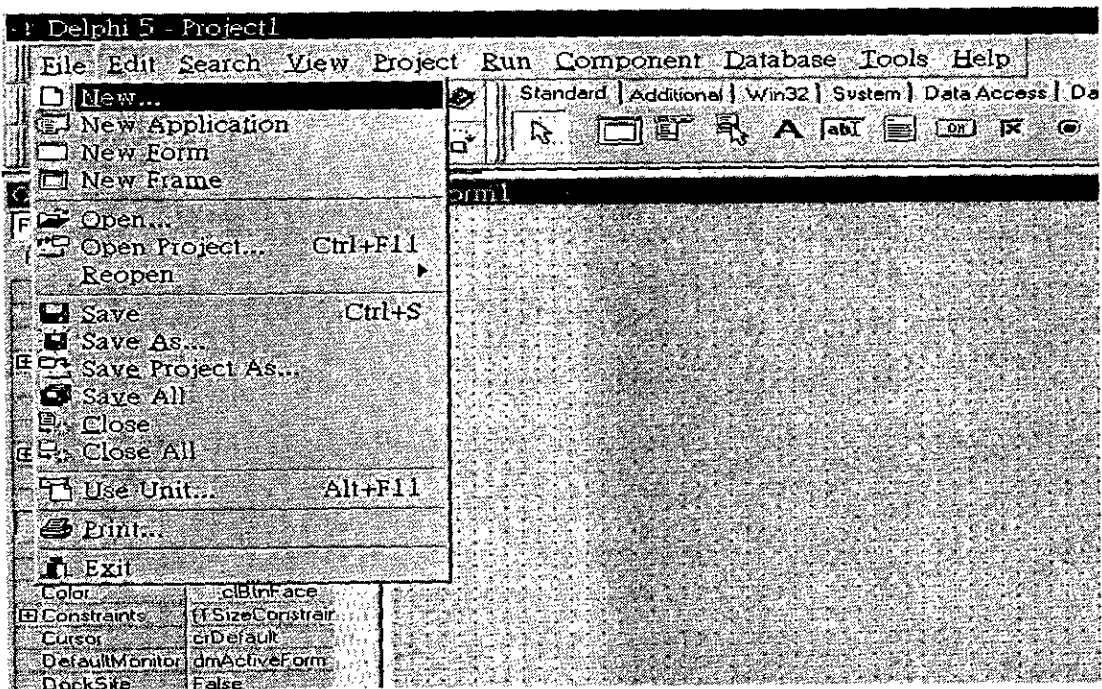 Delphi 5 - Project1
File Edit Search View Project Run Component Database Tools Help
Standard Additional Win32 System Data Access Da
New...
New Application
New Form
New Frame
orm1
Open...
Open Project... Ctrl+F11
Reopen
Save Ctrl+S
Save As...
Save Project As...
Save All
Close
Close All
Use Unit... Alt+F11
Print...
Exit
Color clBtnFace
Constraints (TSizeConstrair
Cursor crDefault
DefaultMonitor dmActiveForm
DockSite False